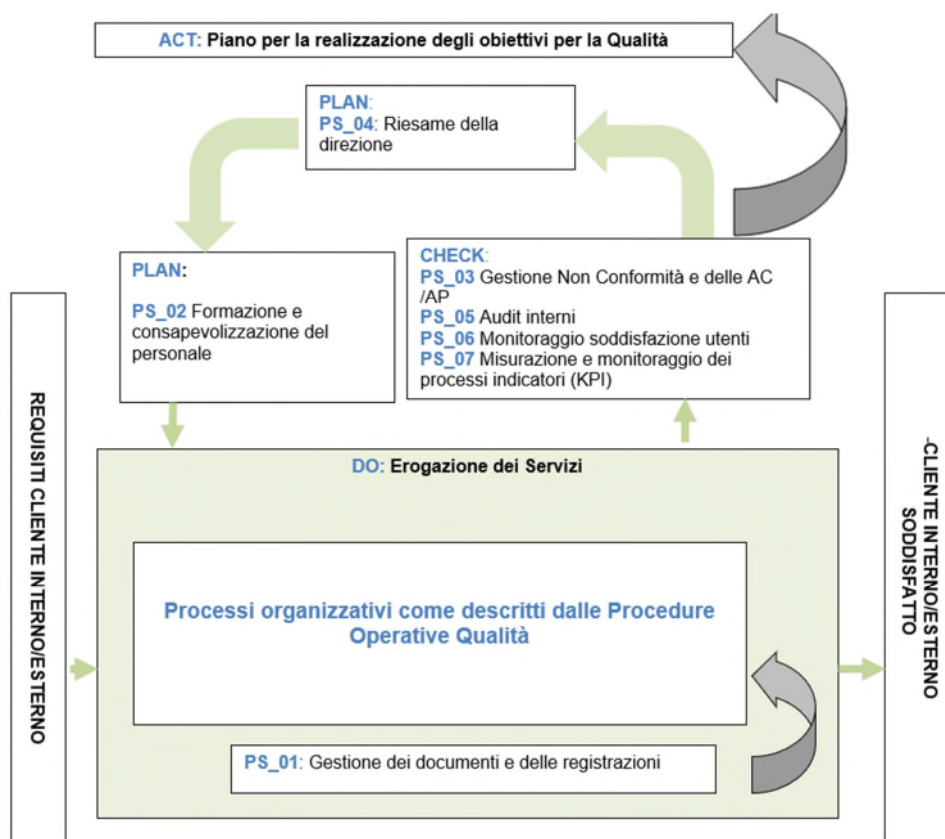 ACT: Piano per la realizzazione degli obiettivi per la Qualità
PLAN:
PS_04: Riesame della
direzione
PLAN:
PS_02 Formazione e
consapevolizzazione del
personale
CHECK:
PS_03 Gestione Non Conformità e delle AC
/AP
PS_05 Audit interni
PS_06 Monitoraggio soddisfazione utenti
PS_07 Misurazione e monitoraggio dei
processi indicatori (KPI)
REQUISITI CLIENTE INTERNO/ESTERNO
DO: Erogazione dei Servizi
Processi organizzativi come descritti dalle Procedure
Operative Qualità
PS_01: Gestione dei documenti e delle registrazioni
-CLIENTE INTERNO/ESTERNO
SODDISFATTO